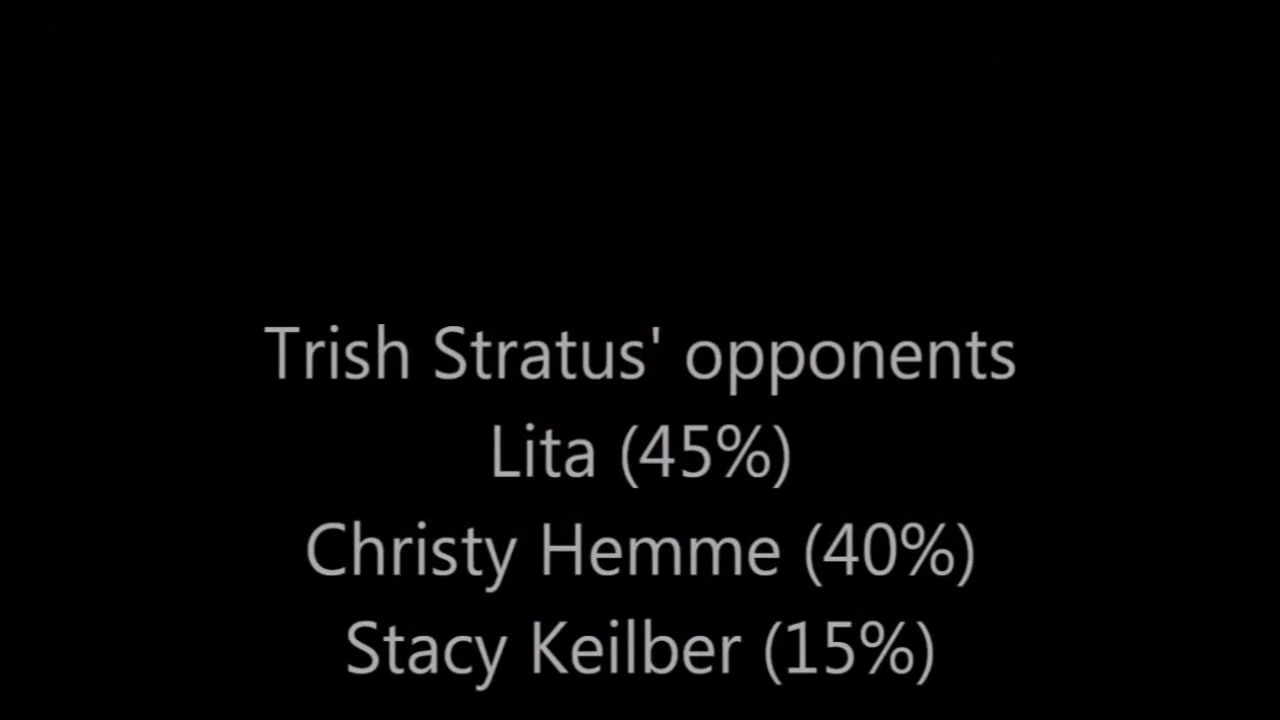 Trish Stratus' opponents
Lita (45%)
Christy Hemme (40%)
Stacy Keilber (15%)